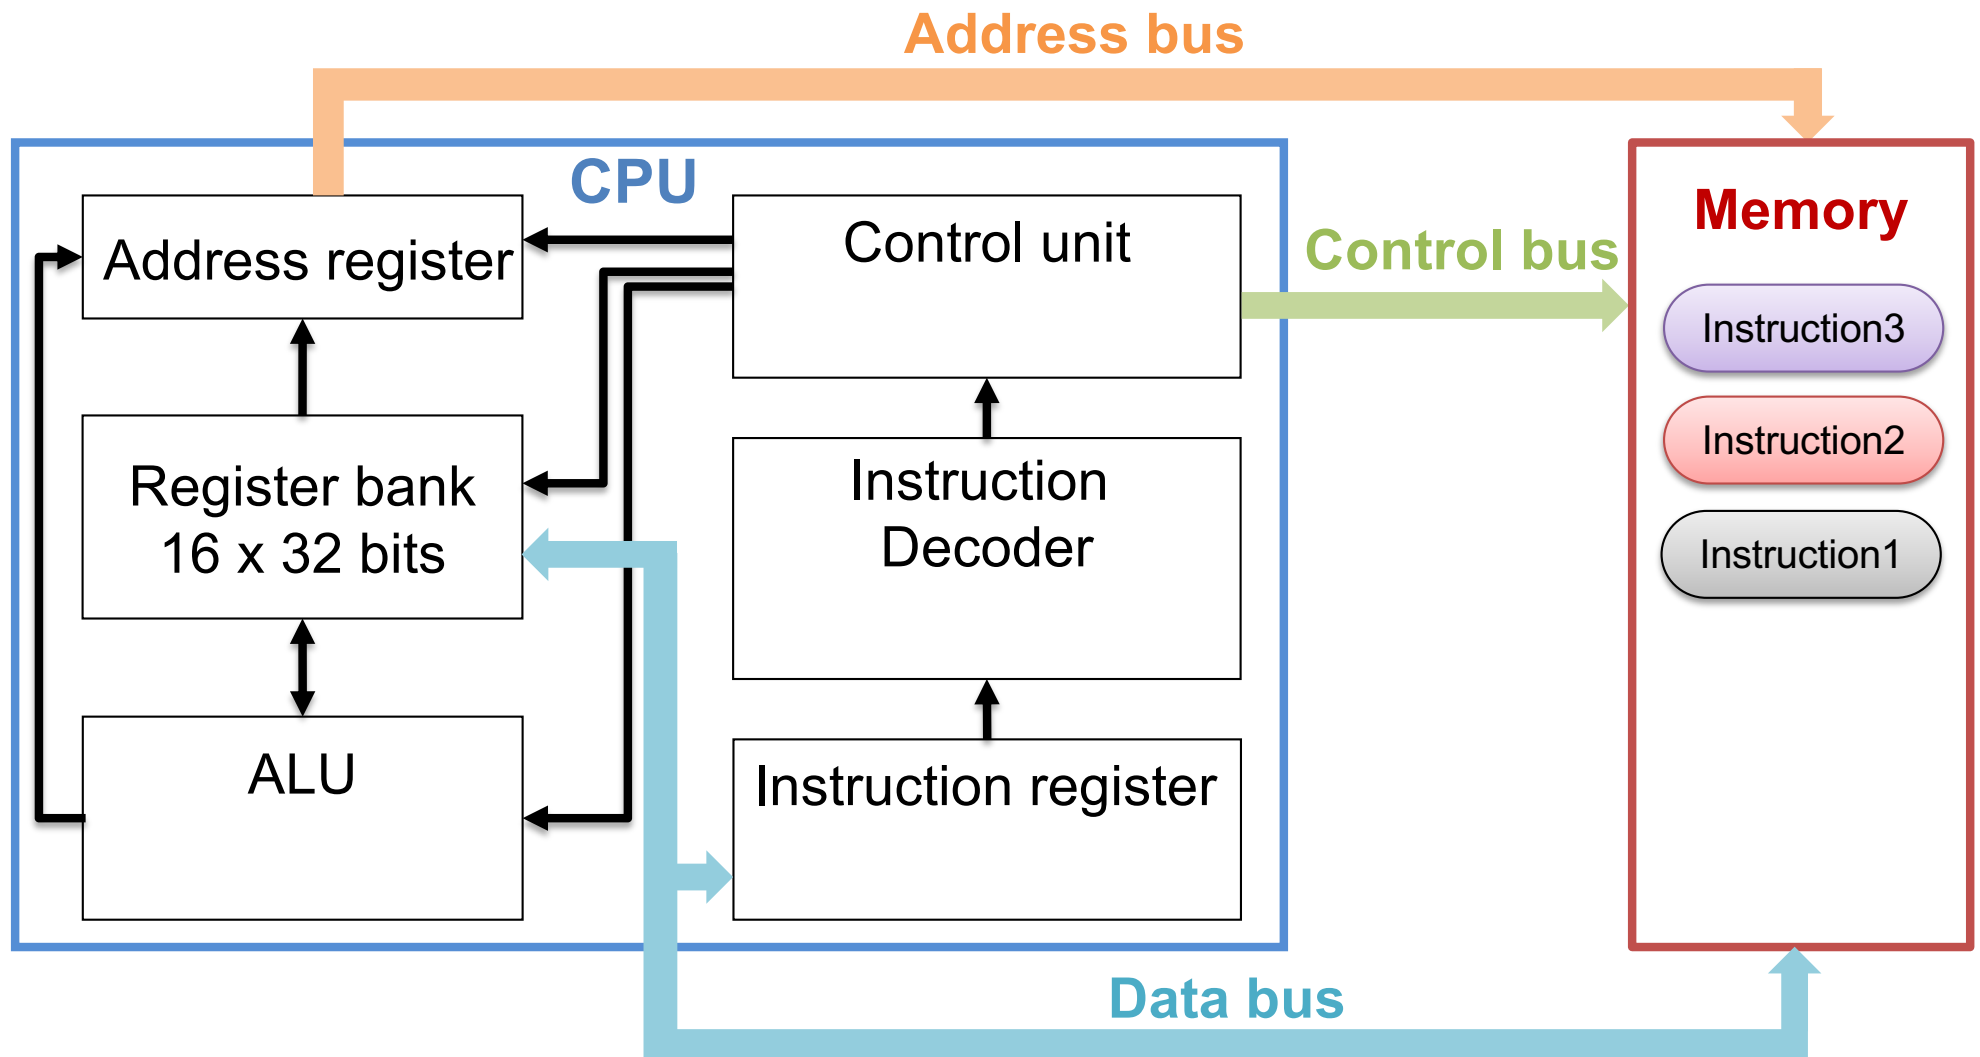 Address bus
CPU
Address register
Control unit
Control bus
Memory
Instruction3
Instruction2
Instruction1
Register bank
16 x 32 bits
Instruction
Decoder
ALU
Instruction register
Data bus